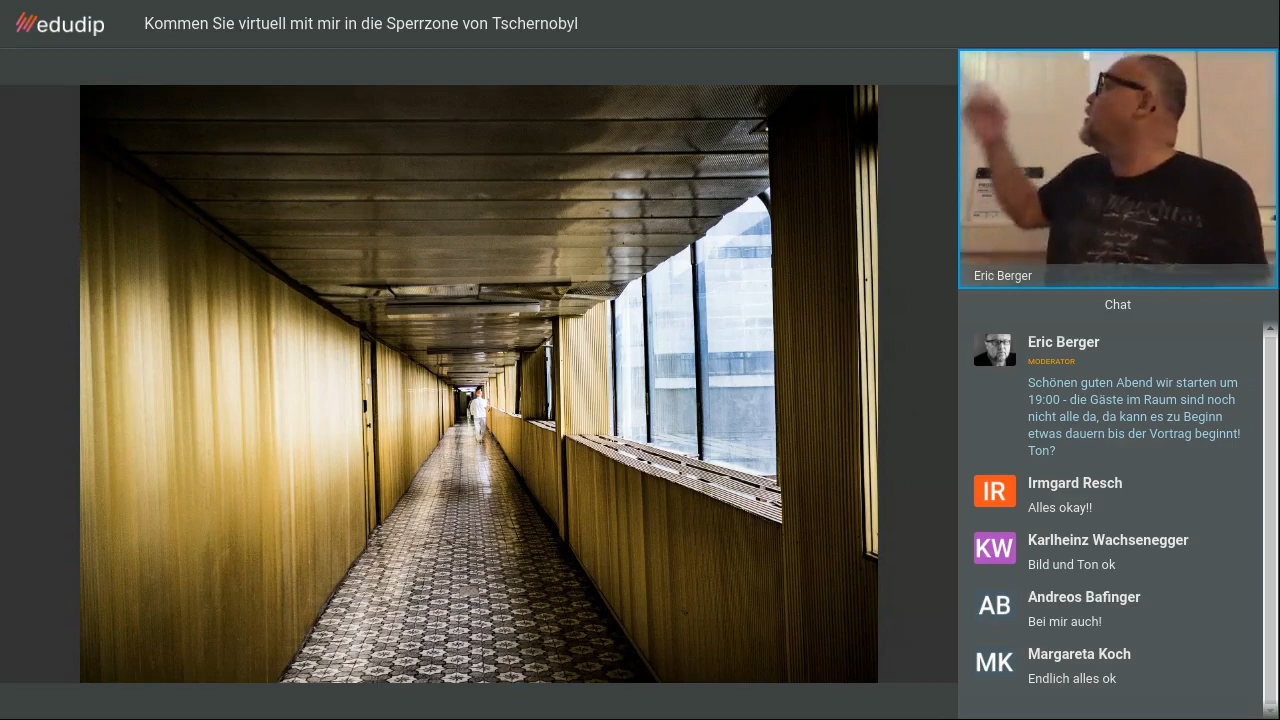 edudip
Kommen Sie virtuell mit mir in die Sperrzone von Tschernobyl
Eric Berger
Chat
Eric Berger
MODERATOR
Schönen guten Abend wir starten um
19:00 - die Gäste im Raum sind noch
nicht alle da, da kann es zu Beginn
etwas dauern bis der Vortrag beginnt!
Ton?
IR
Irmgard Resch
Alles okay!!
KW
Karlheinz Wachsenegger
Bild und Ton ok
AB
Andreos Bafinger
Bei mir auch!
MK
Margareta Koch
Endlich alles ok